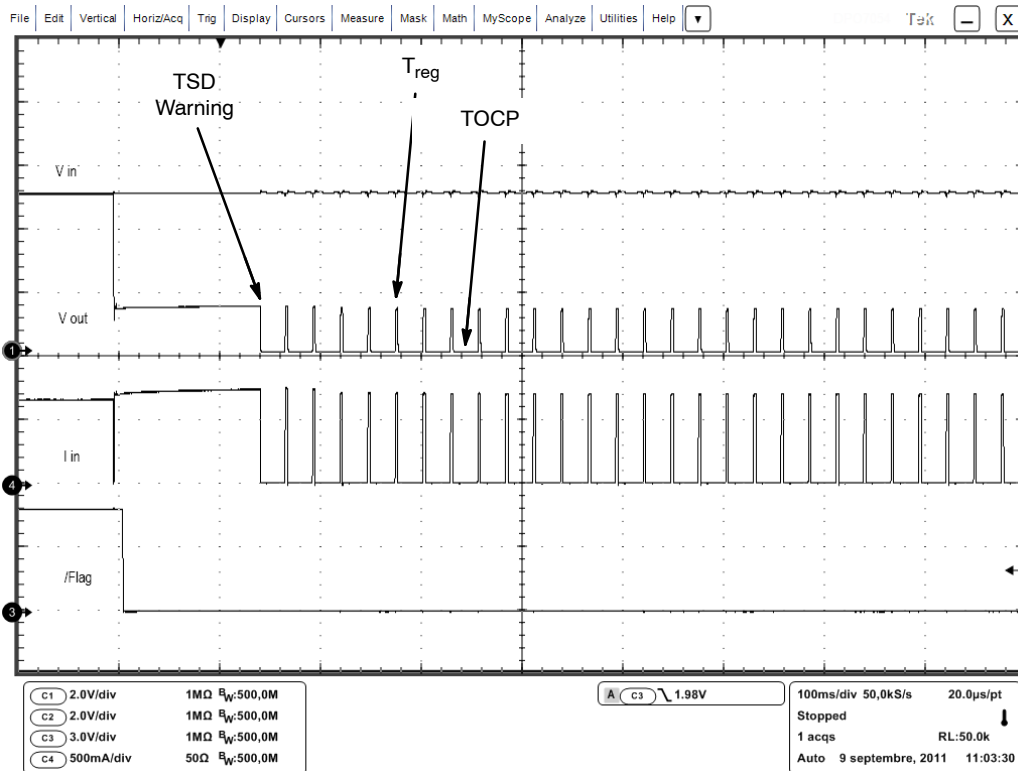 File Edit Vertical Horiz/Acq Trig Display Cursors Measure Mask Math MyScope Analyze Utilities Help ▼ Tek – X
TSD
Warning
Treg
TOCP
V in
V out
1
I in
4
/Flag
3
C1 2.0V/div 1MΩ BW:500,0M
C2 2.0V/div 1MΩ BW:500,0M
C3 3.0V/div 1MΩ BW:500,0M
C4 500mA/div 50Ω BW:500,0M
A C3 1.98V
100ms/div 50,0kS/s 20.0µs/pt
Stopped
1 acqs RL:50.0k
Auto 9 septembre, 2011 11:03:30